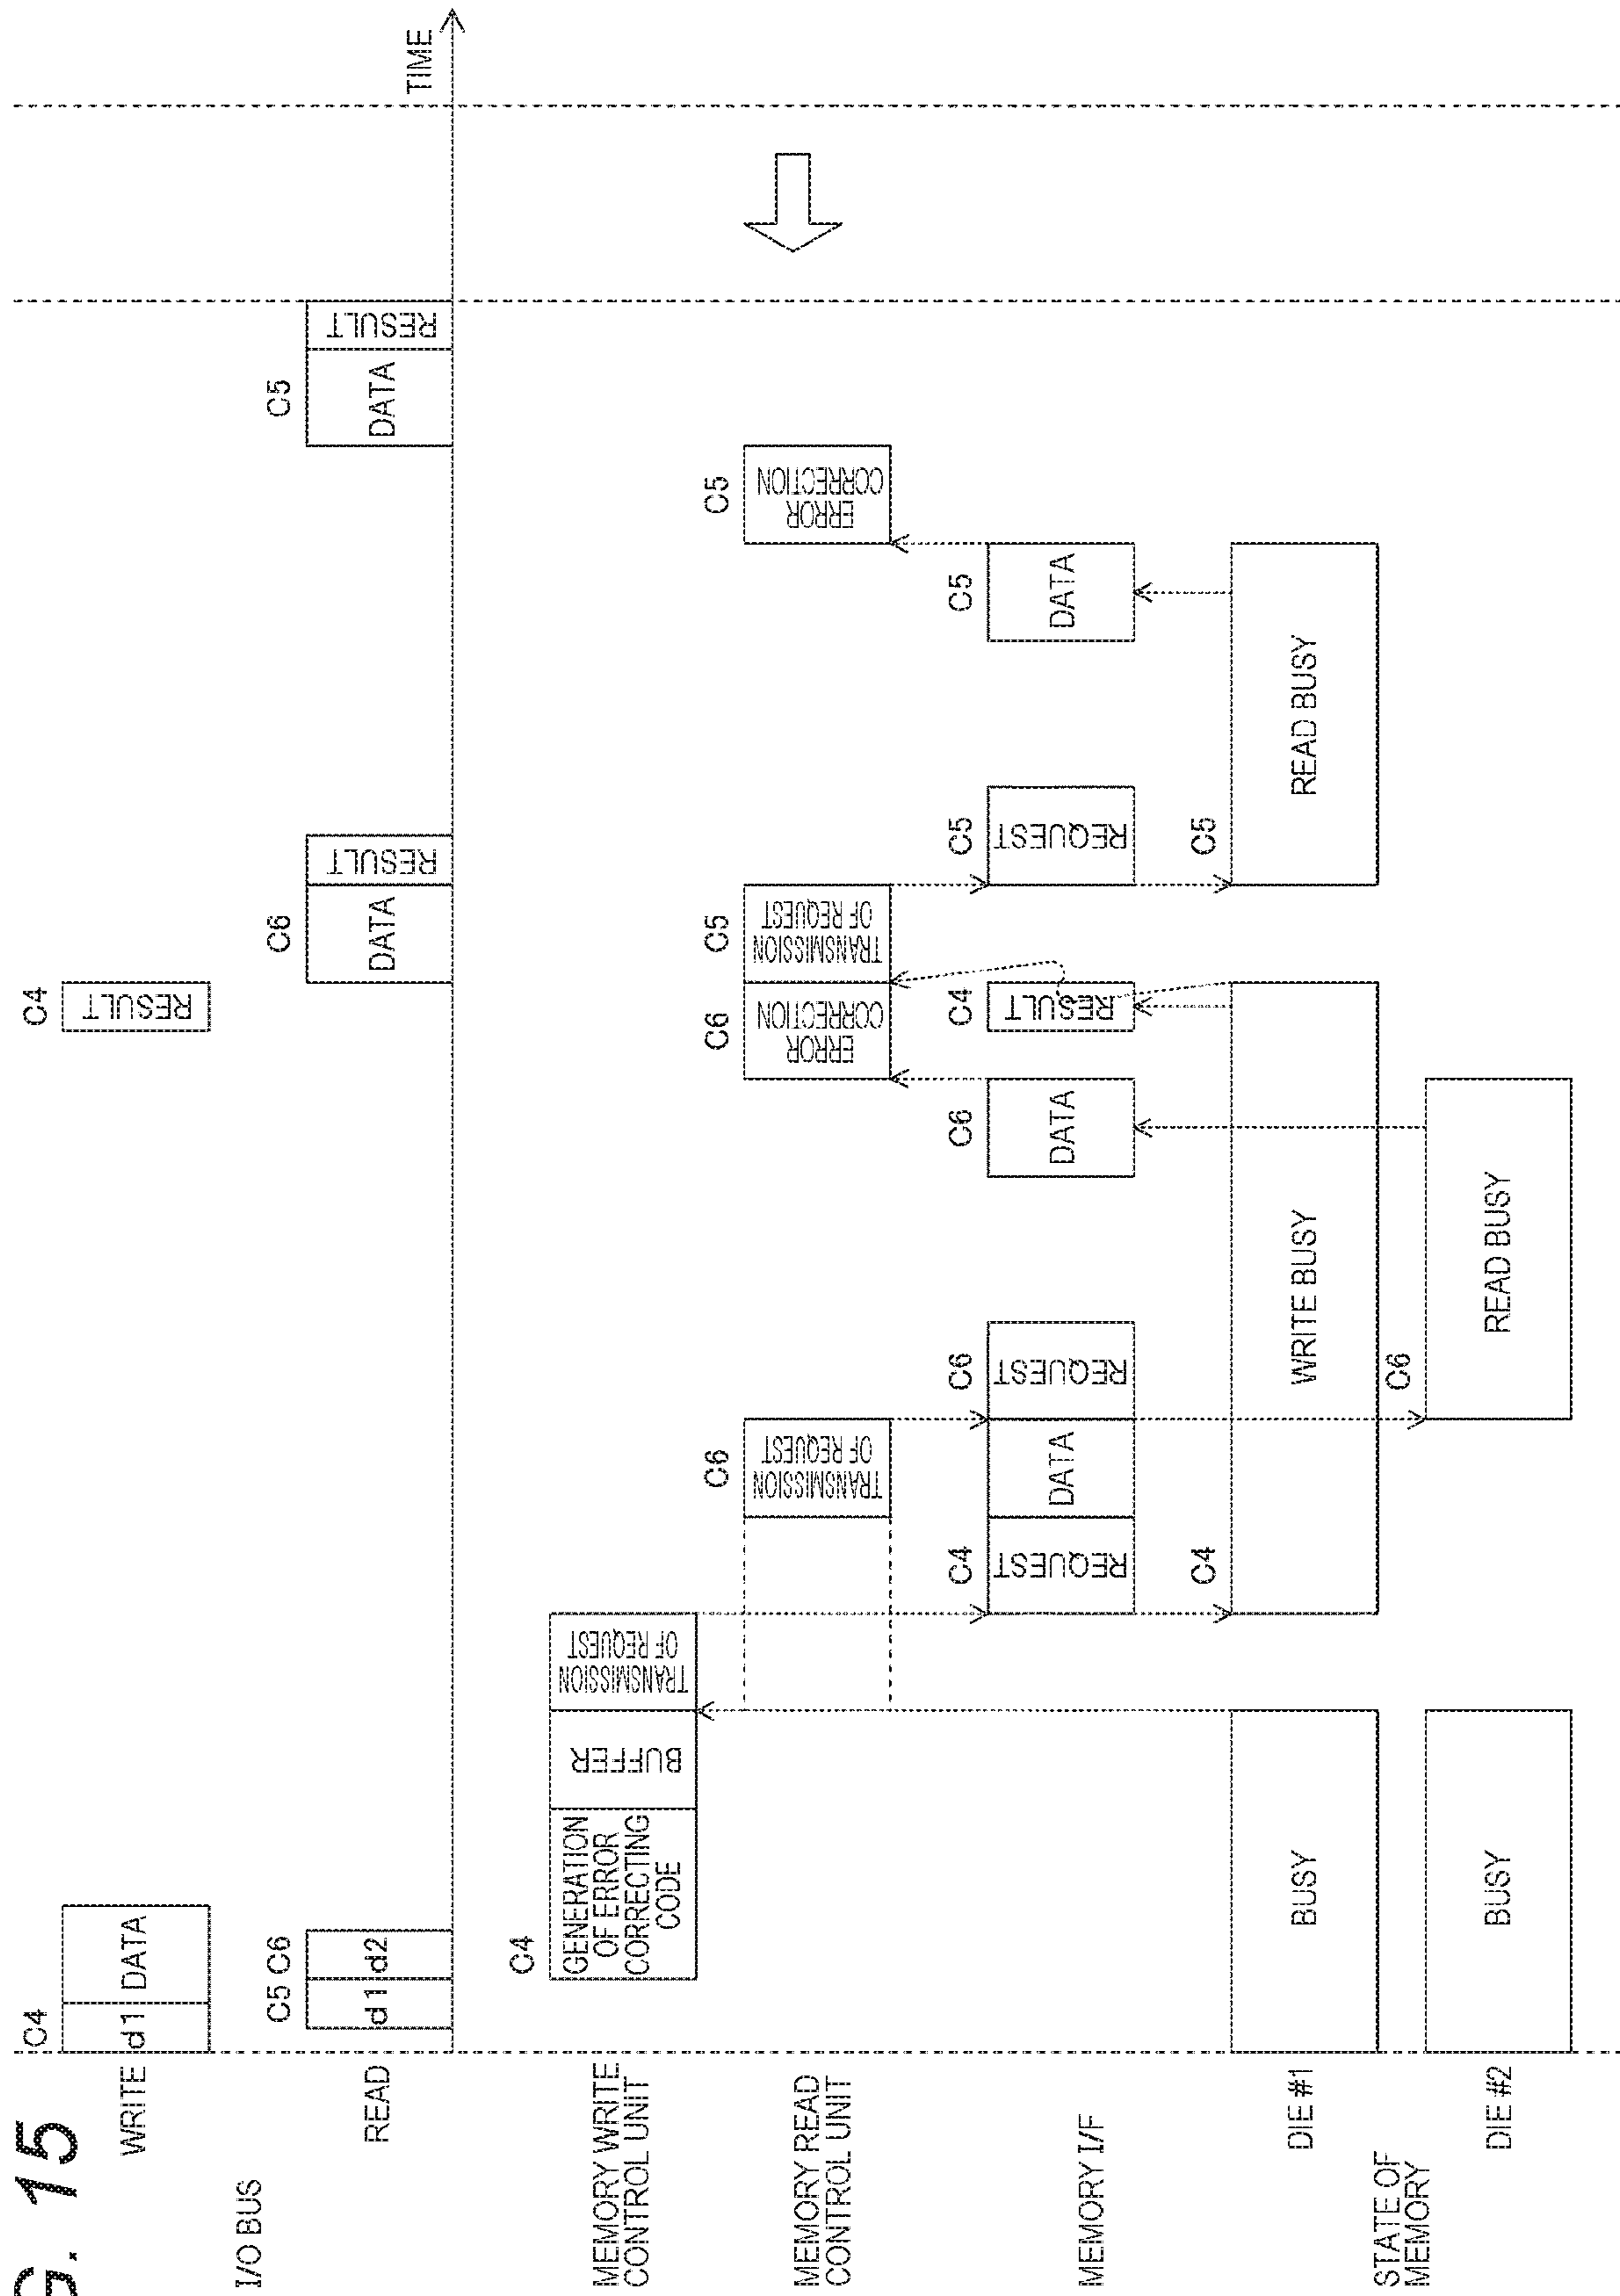 G. 15
I/O BUS
WRITE
READ
MEMORY WRITE
CONTROL UNIT
MEMORY READ
CONTROL UNIT
MEMORY I/F
STATE OF
MEMORY
DIE #1
DIE #2
TIME
C4
d1
DATA
C4
RESULT
C5
C6
d1
d2
C6
DATA
RESULT
C5
DATA
RESULT
C4
GENERATION
OF ERROR
CORRECTING
CODE
BUFFER
TRANSMISSION
OF REQUEST
C6
TRANSMISSION
OF REQUEST
C6
ERROR
CORRECTION
C5
TRANSMISSION
OF REQUEST
C5
ERROR
CORRECTION
C4
REQUEST
DATA
C6
REQUEST
C6
DATA
C4
RESULT
C5
REQUEST
C5
DATA
BUSY
C4
WRITE BUSY
C5
READ BUSY
BUSY
C6
READ BUSY